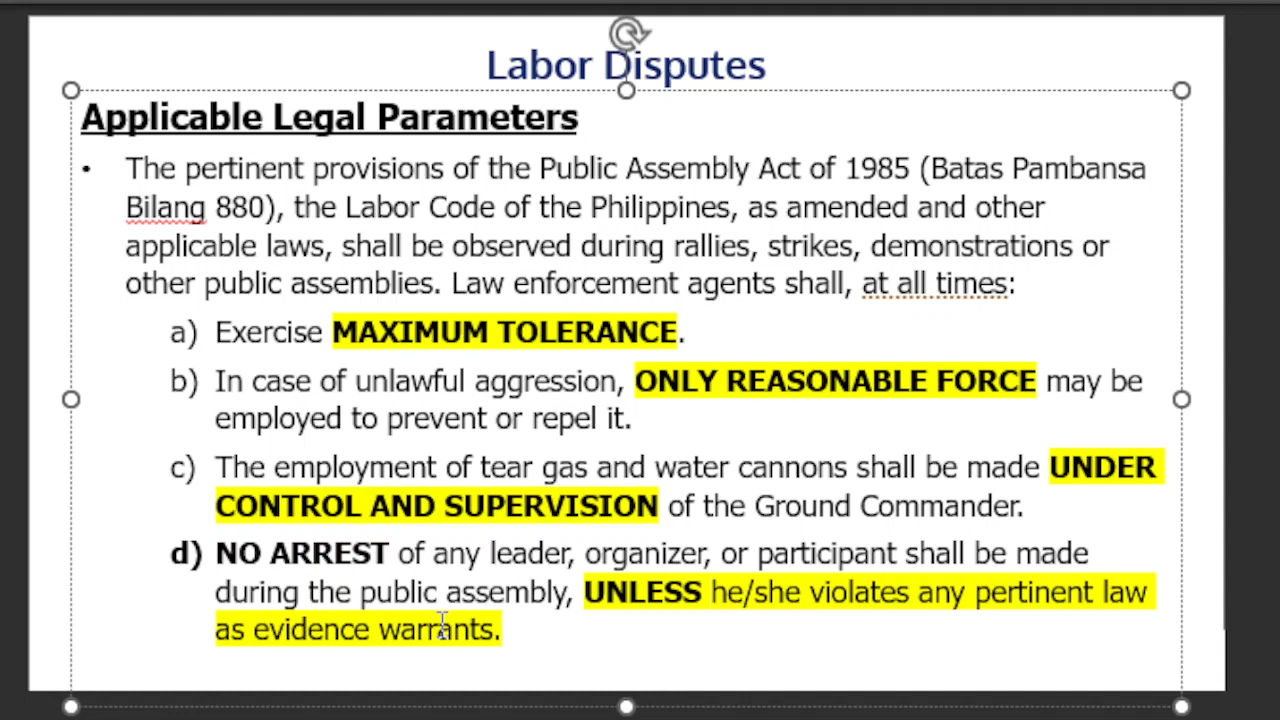 Labor Disputes
Applicable Legal Parameters
• The pertinent provisions of the Public Assembly Act of 1985 (Batas Pambansa
Bilang 880), the Labor Code of the Philippines, as amended and other
applicable laws, shall be observed during rallies, strikes, demonstrations or
other public assemblies. Law enforcement agents shall, at all times:
a) Exercise MAXIMUM TOLERANCE.
b) In case of unlawful aggression, ONLY REASONABLE FORCE may be
employed to prevent or repel it.
c) The employment of tear gas and water cannons shall be made UNDER
CONTROL AND SUPERVISION of the Ground Commander.
d) NO ARREST of any leader, organizer, or participant shall be made
during the public assembly, UNLESS he/she violates any pertinent law
as evidence warrants.